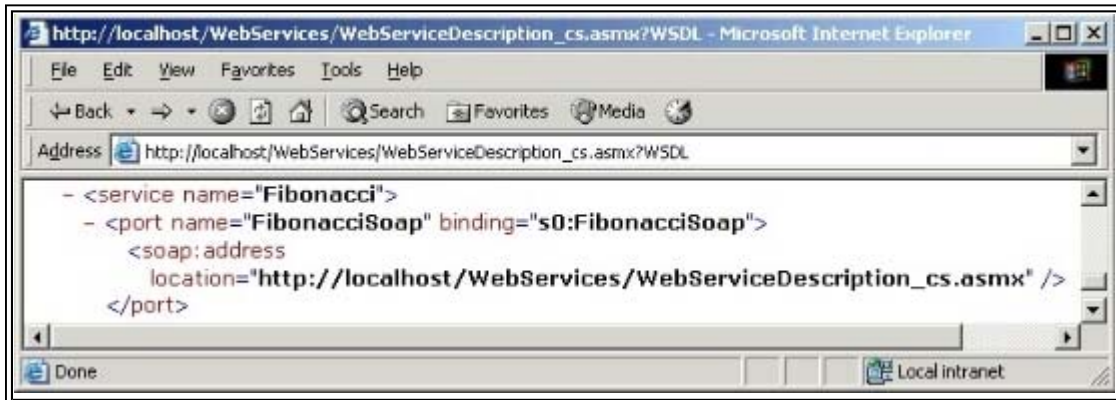 http://localhost/WebServices/WebServiceDescription_cs.asmx?WSDL - Microsoft Internet Explorer
File Edit View Favorites Tools Help
Back Search Favorites Media
Address http://localhost/WebServices/WebServiceDescription_cs.asmx?WSDL
- <service name="Fibonacci">
- <port name="FibonacciSoap" binding="s0:FibonacciSoap">
<soap:address
location="http://localhost/WebServices/WebServiceDescription_cs.asmx" />
</port>
Done Local intranet